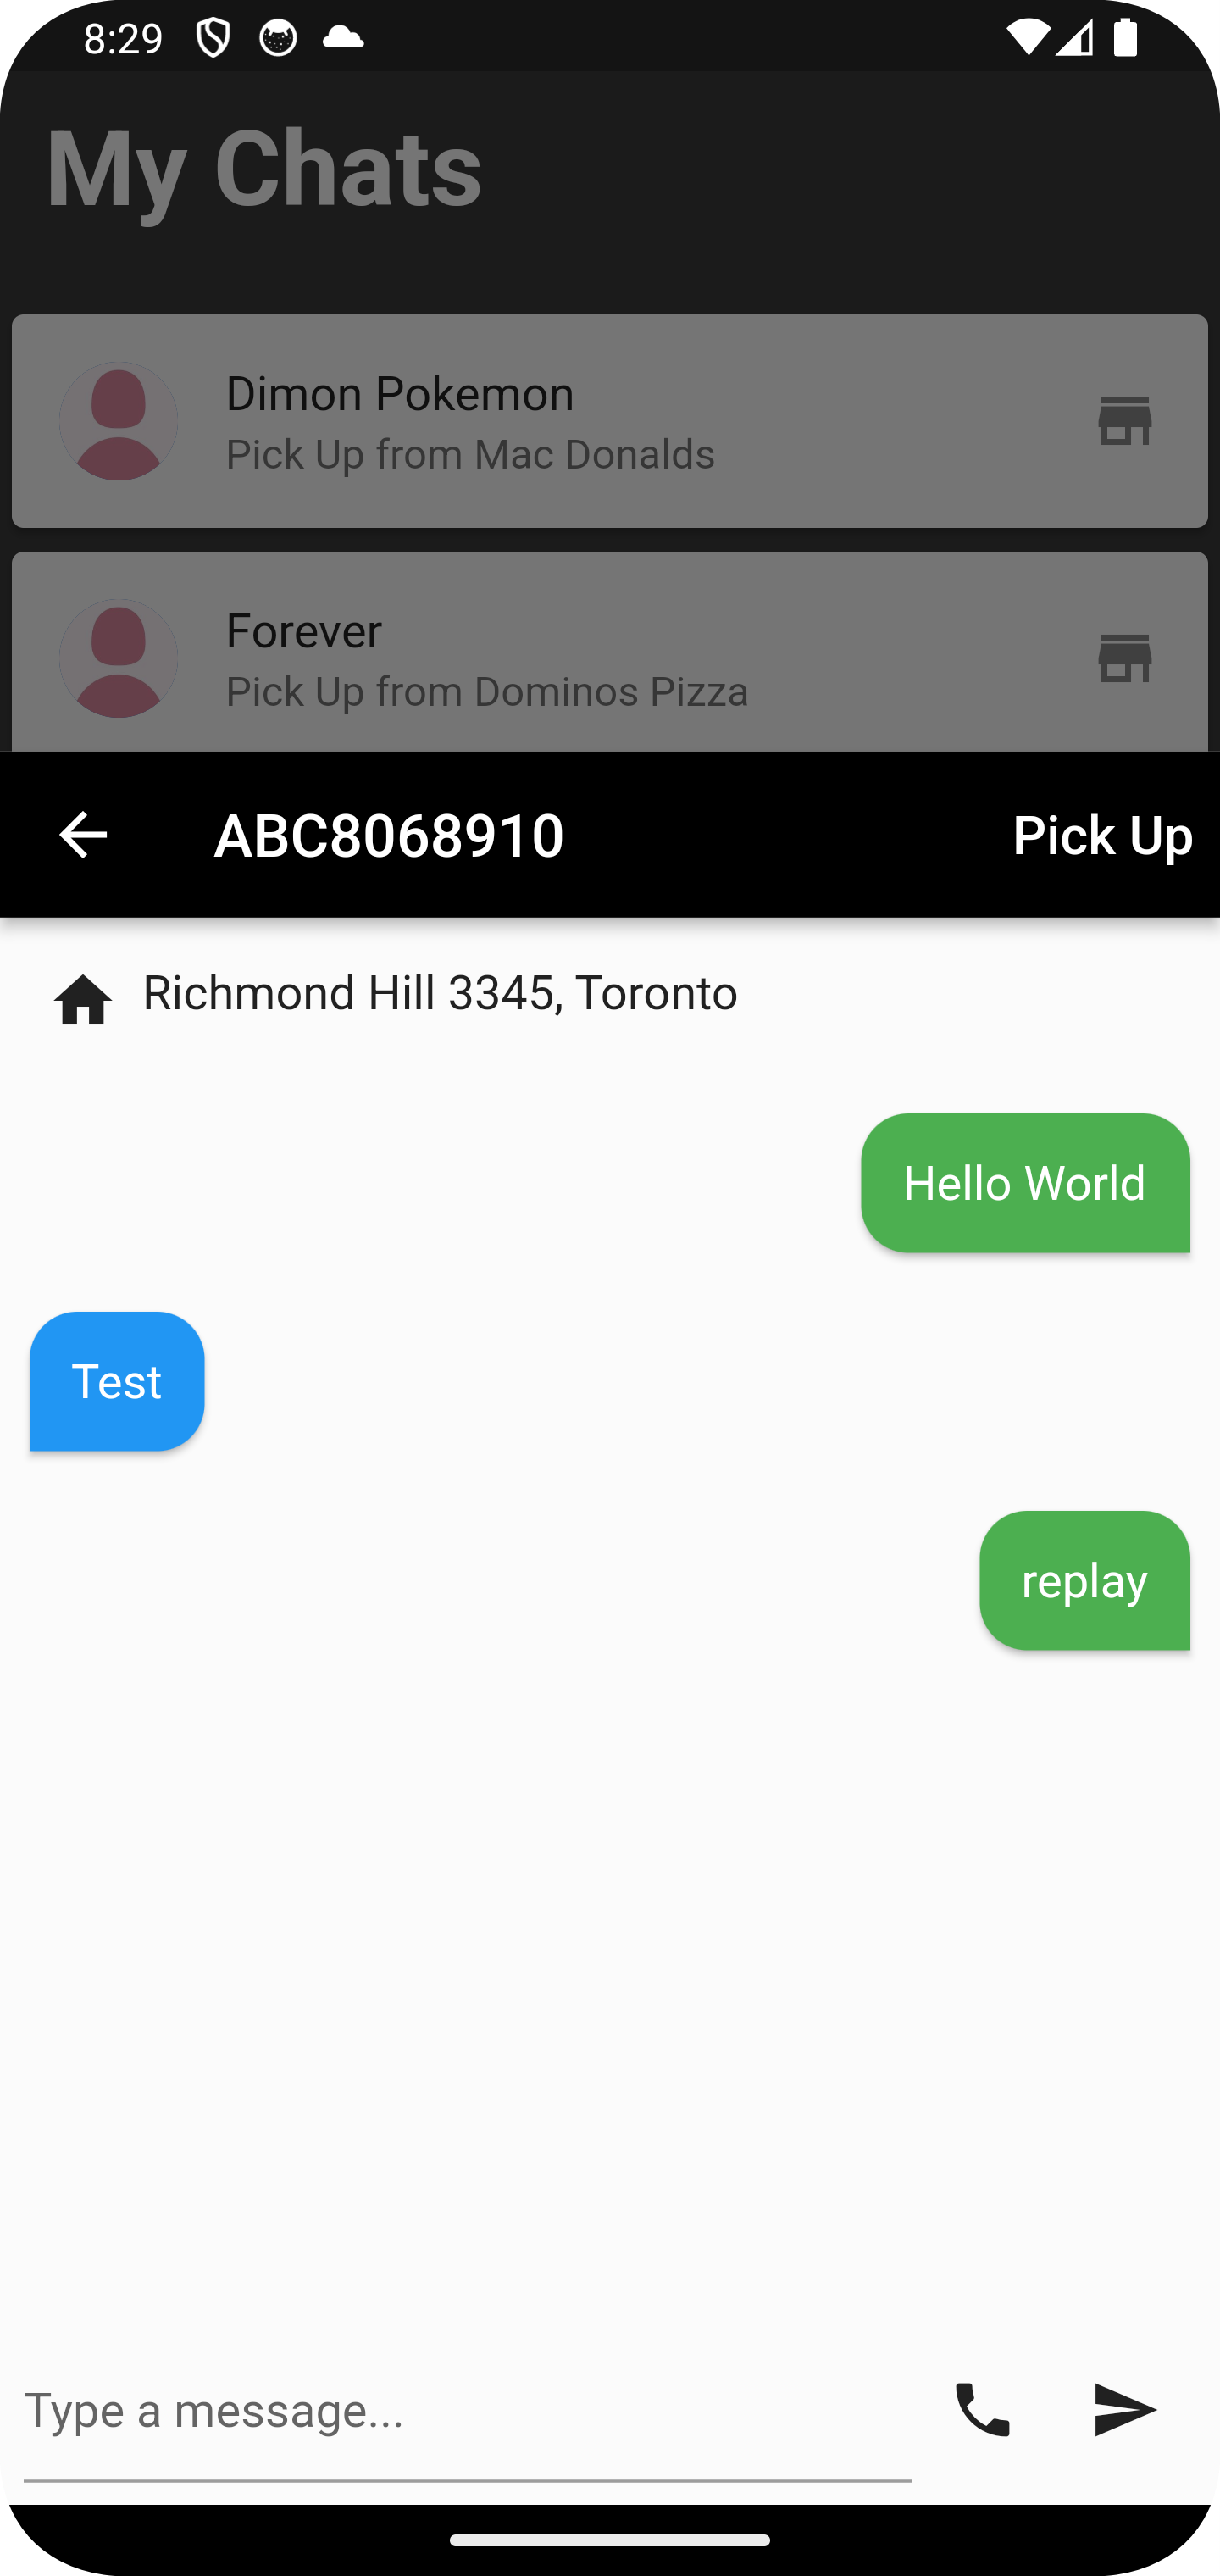 8:29
My Chats
Dimon Pokemon
Pick Up from Mac Donalds
Forever
Pick Up from Dominos Pizza
ABC8068910 Pick Up
Richmond Hill 3345, Toronto
Hello World
Test
replay
Type a message...